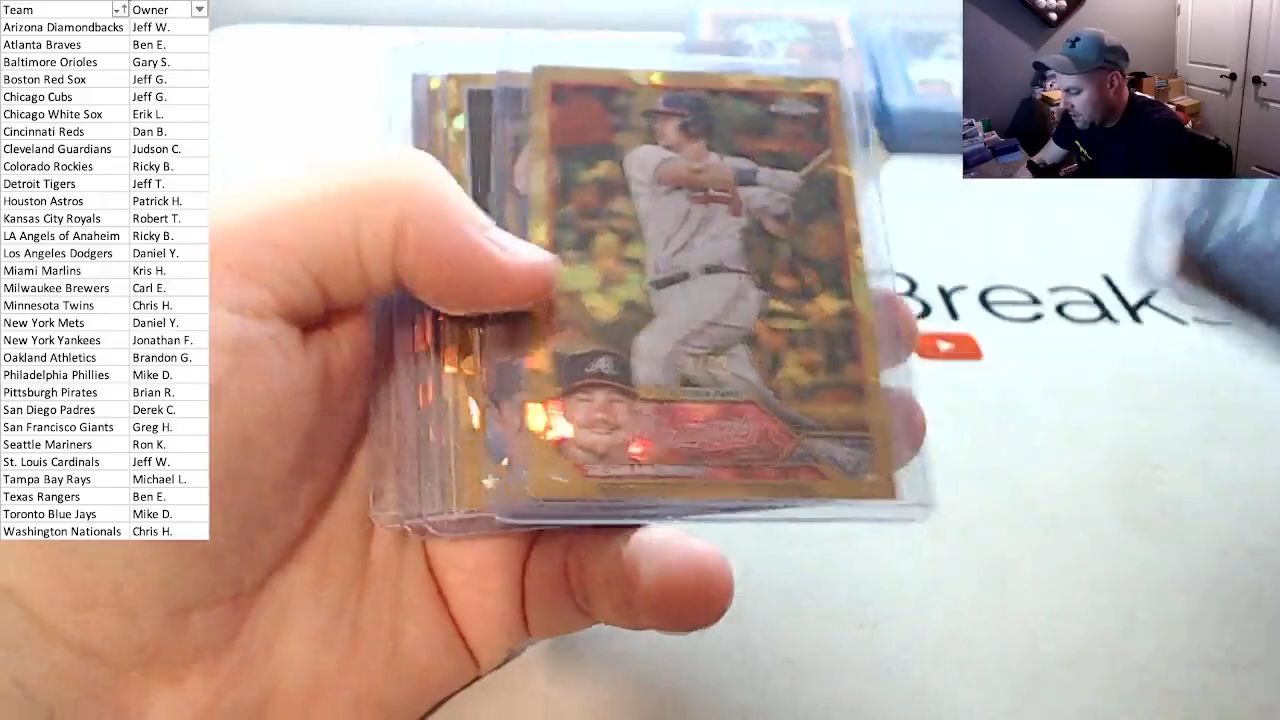 Team Owner
Arizona Diamondbacks Jeff W.
Atlanta Braves Ben E.
Baltimore Orioles Gary S.
Boston Red Sox Jeff G.
Chicago Cubs Jeff G.
Chicago White Sox Erik L.
Cincinnati Reds Dan B.
Cleveland Guardians Judson C.
Colorado Rockies Ricky B.
Detroit Tigers Jeff T.
Houston Astros Patrick H.
Kansas City Royals Robert T.
LA Angels of Anaheim Ricky B.
Los Angeles Dodgers Daniel Y.
Miami Marlins Kris H.
Milwaukee Brewers Carl E.
Minnesota Twins Chris H.
New York Mets Daniel Y.
New York Yankees Jonathan F.
Oakland Athletics Brandon G.
Philadelphia Phillies Mike D.
Pittsburgh Pirates Brian R.
San Diego Padres Derek C.
San Francisco Giants Greg H.
Seattle Mariners Ron K.
St. Louis Cardinals Jeff W.
Tampa Bay Rays Michael L.
Texas Rangers Ben E.
Toronto Blue Jays Mike D.
Washington Nationals Chris H.
Breaks